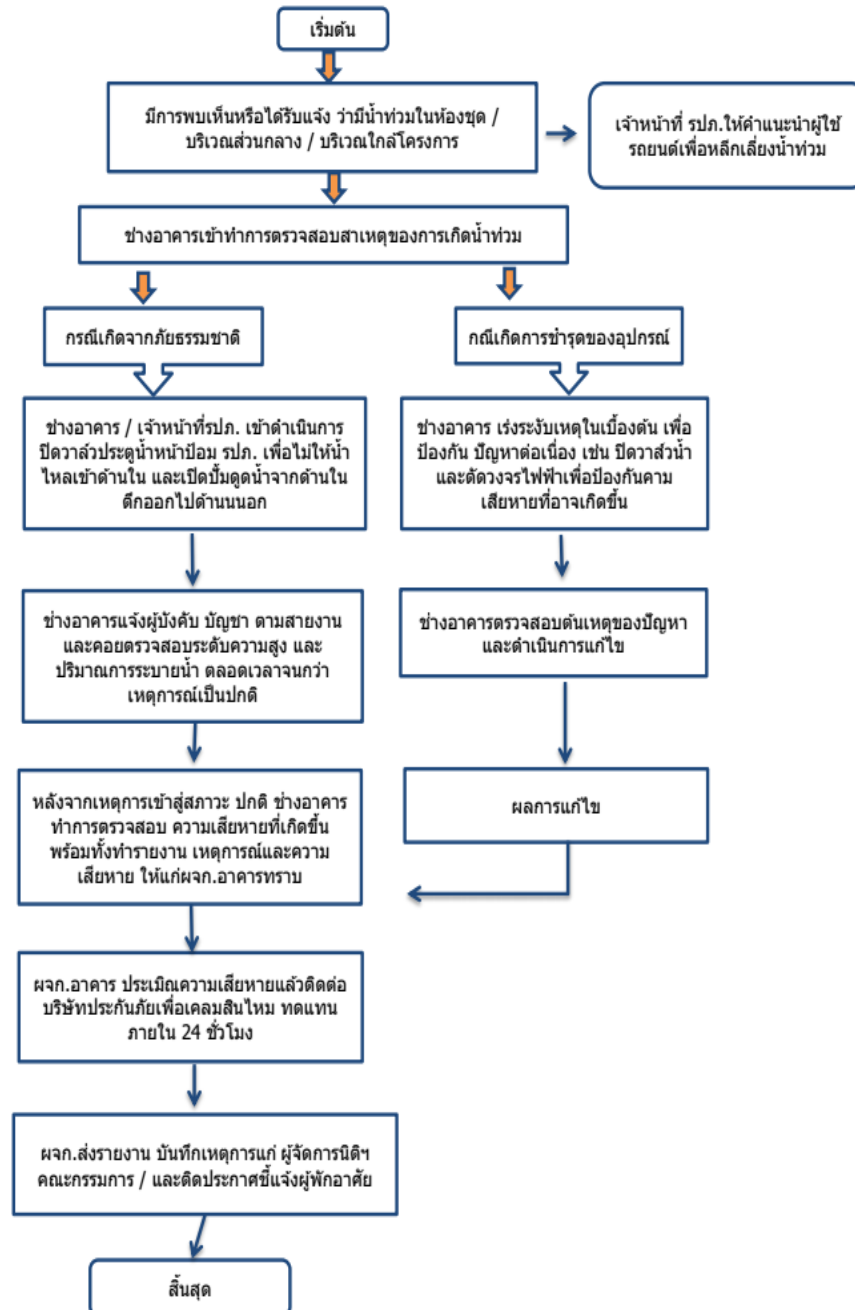 เริ่มต้น
มีการพบเห็นหรือได้รับแจ้ง ว่ามีน้ำท่วมในห้องชุด /
บริเวณส่วนกลาง / บริเวณใกล้โครงการ
เจ้าหน้าที่ รปภ.ให้คำแนะนำผู้ใช้
รถยนต์เพื่อหลีกเลี่ยงน้ำท่วม
ช่างอาคารเข้าทำการตรวจสอบสาเหตุของการเกิดน้ำท่วม
กรณีเกิดจากภัยธรรมชาติ
ช่างอาคาร / เจ้าหน้าที่รปภ. เข้าดำเนินการ
ปิดวาล์วประตูน้ำหน้าป้อม รปภ. เพื่อไม่ให้น้ำ
ไหลเข้าด้านใน และเปิดปั๊มดูดน้ำจากด้านใน
ตึกออกไปด้านนนอก
ช่างอาคารแจ้งผู้บังคับ บัญชา ตามสายงาน
และคอยตรวจสอบระดับความสูง และ
ปริมาณการระบายน้ำ ตลอดเวลาจนกว่า
เหตุการณ์เป็นปกติ
หลังจากเหตุการเข้าสู่สภาวะ ปกติ ช่างอาคาร
ทำการตรวจสอบ ความเสียหายที่เกิดขึ้น
พร้อมทั้งทำรายงาน เหตุการณ์และความ
เสียหาย ให้แก่ผจก.อาคารทราบ
กณีเกิดการชำรุดของอุปกรณ์
ช่างอาคาร เร่งระงับเหตุในเบื้องต้น เพื่อ
ป้องกัน ปัญหาต่อเนื่อง เช่น ปิดวาส์วน้ำ
และตัดวงจรไฟฟ้าเพื่อป้องกันคาม
เสียหายที่อาจเกิดขึ้น
ช่างอาคารตรวจสอบต้นเหตุของปัญหา
และดำเนินการแก้ไข
ผลการแก้ไข
ผจก.อาคาร ประเมิณความเสียหายแล้วติดต่อ
บริษัทประกันภัยเพื่อเคลมสินไหม ทดแทน
ภายใน 24 ชั่วโมง
ผจก.ส่งรายงาน บันทึกเหตุการแก่ ผู้จัดการนิติฯ
คณะกรรมการ / และติดประกาศชี้แจ้งผู้พักอาศัย
สิ้นสุด